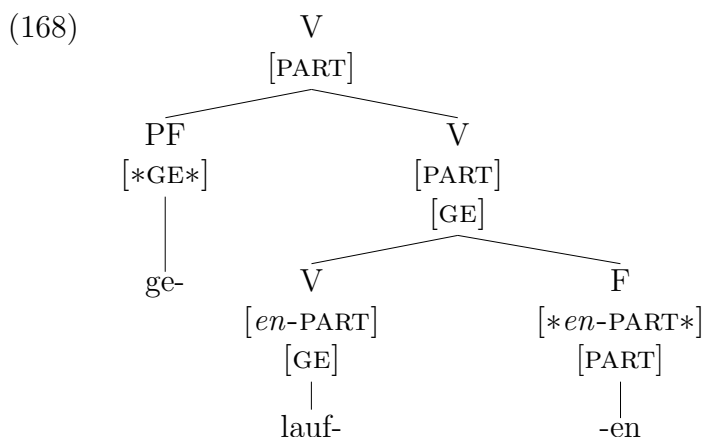 (168)
V
[PART]
PF V
[*GE*] [PART]
[GE]
ge- V F
[en-PART] [*en-PART*]
[GE] [PART]
lauf- -en